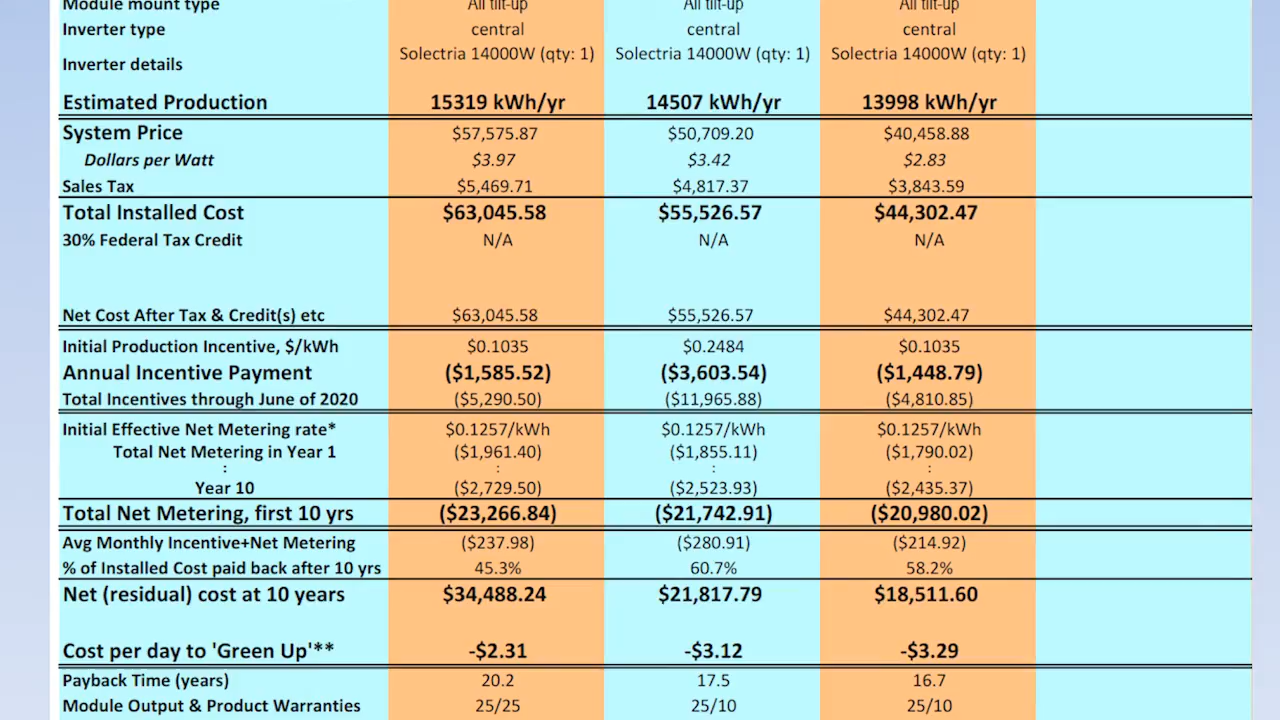 Module mount type All tilt-up All tilt-up All tilt-up
Inverter type central central central
Inverter details Solectria 14000W (qty: 1) Solectria 14000W (qty: 1) Solectria 14000W (qty: 1)
Estimated Production 15319 kWh/yr 14507 kWh/yr 13998 kWh/yr
System Price $57,575.87 $50,709.20 $40,458.88
Dollars per Watt $3.97 $3.42 $2.83
Sales Tax $5,469.71 $4,817.37 $3,843.59
Total Installed Cost $63,045.58 $55,526.57 $44,302.47
30% Federal Tax Credit N/A N/A N/A
Net Cost After Tax & Credit(s) etc $63,045.58 $55,526.57 $44,302.47
Initial Production Incentive, $/kWh $0.1035 $0.2484 $0.1035
Annual Incentive Payment ($1,585.52) ($3,603.54) ($1,448.79)
Total Incentives through June of 2020 ($5,290.50) ($11,965.88) ($4,810.85)
Initial Effective Net Metering rate* $0.1257/kWh $0.1257/kWh $0.1257/kWh
Total Net Metering in Year 1 ($1,961.40) ($1,855.11) ($1,790.02)
: : : :
Year 10 ($2,729.50) ($2,523.93) ($2,435.37)
Total Net Metering, first 10 yrs ($23,266.84) ($21,742.91) ($20,980.02)
Avg Monthly Incentive+Net Metering ($237.98) ($280.91) ($214.92)
% of Installed Cost paid back after 10 yrs 45.3% 60.7% 58.2%
Net (residual) cost at 10 years $34,488.24 $21,817.79 $18,511.60
Cost per day to 'Green Up'** -$2.31 -$3.12 -$3.29
Payback Time (years) 20.2 17.5 16.7
Module Output & Product Warranties 25/25 25/10 25/10